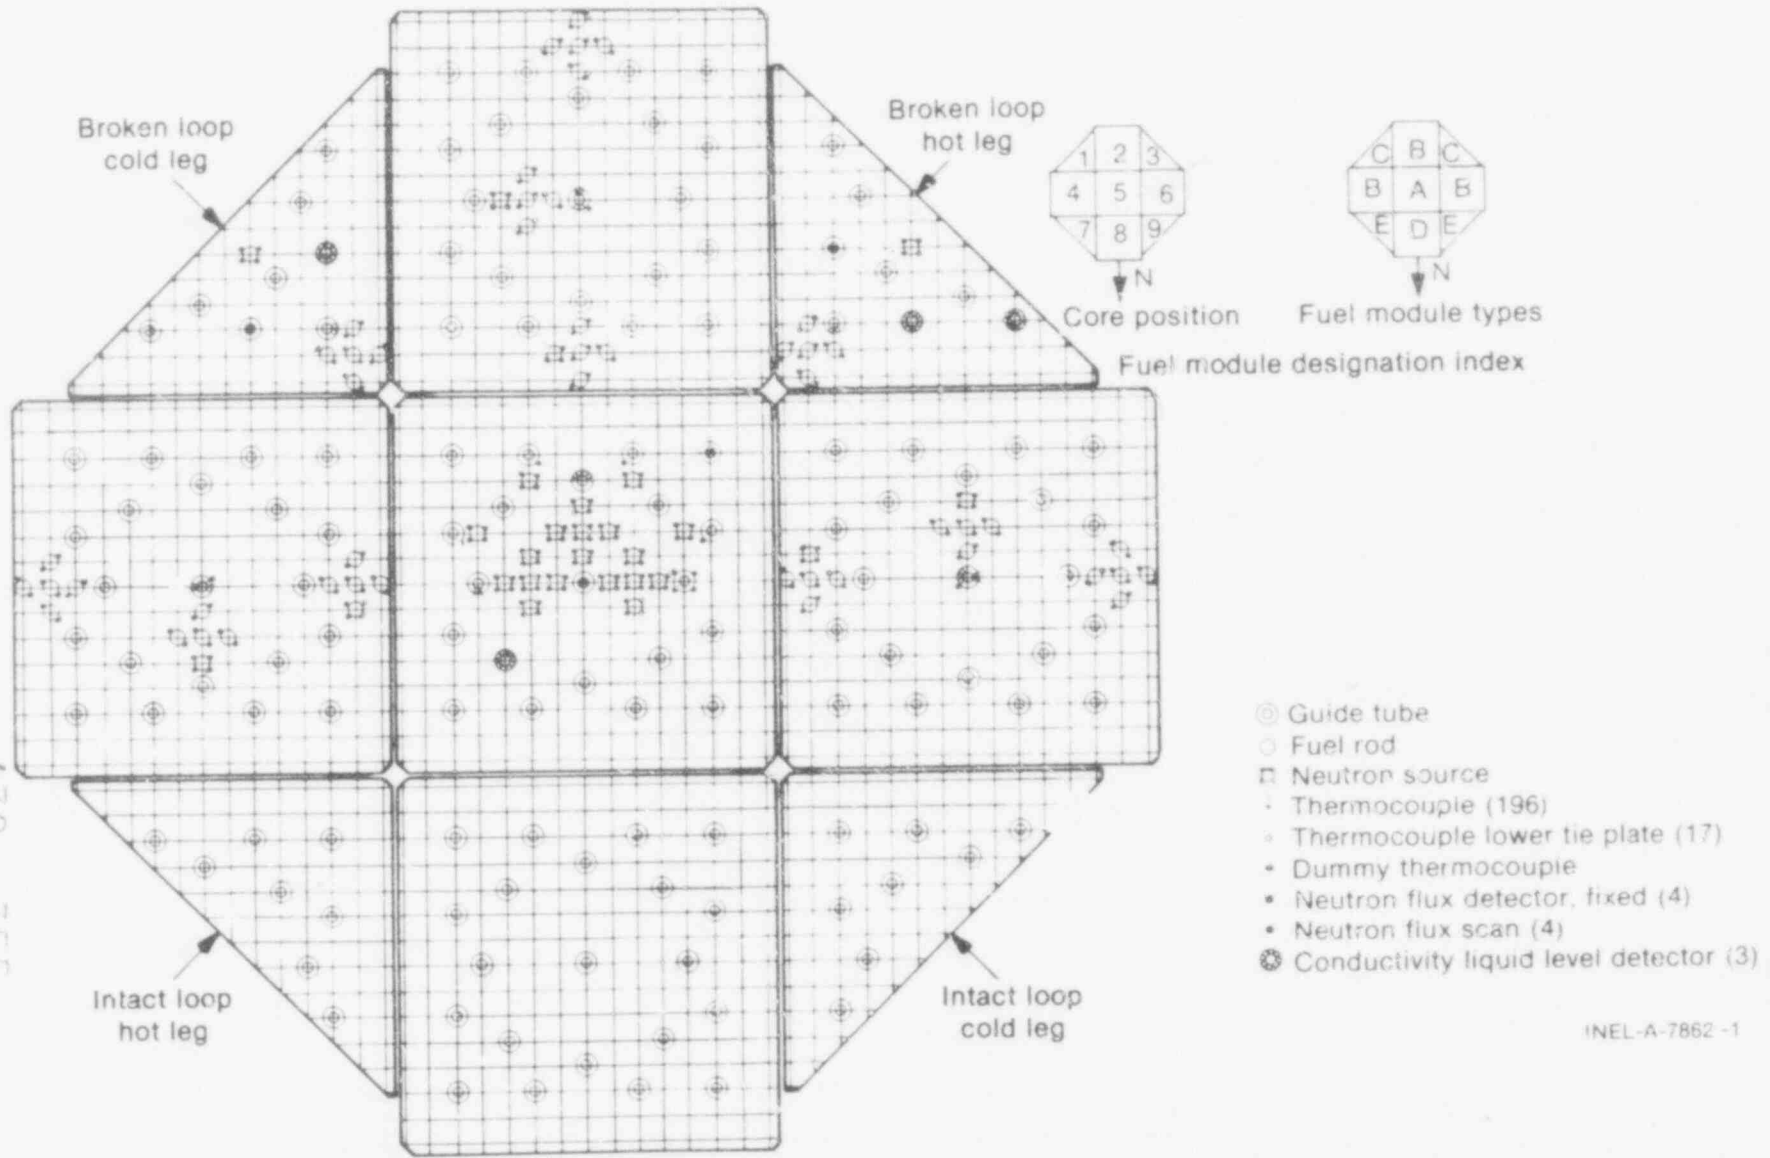 Broken loop
cold leg
Broken loop
hot leg
1 2 3
4 5 6
7 8 9
N
Core position
C B C
B A B
E D E
N
Fuel module types
Fuel module designation index
Guide tube
Fuel rod
Neutron source
Thermocouple (196)
Thermocouple lower tie plate (17)
Dummy thermocouple
Neutron flux detector, fixed (4)
Neutron flux scan (4)
Conductivity liquid level detector (3)
Intact loop
hot leg
Intact loop
cold leg
INEL-A-7862-1